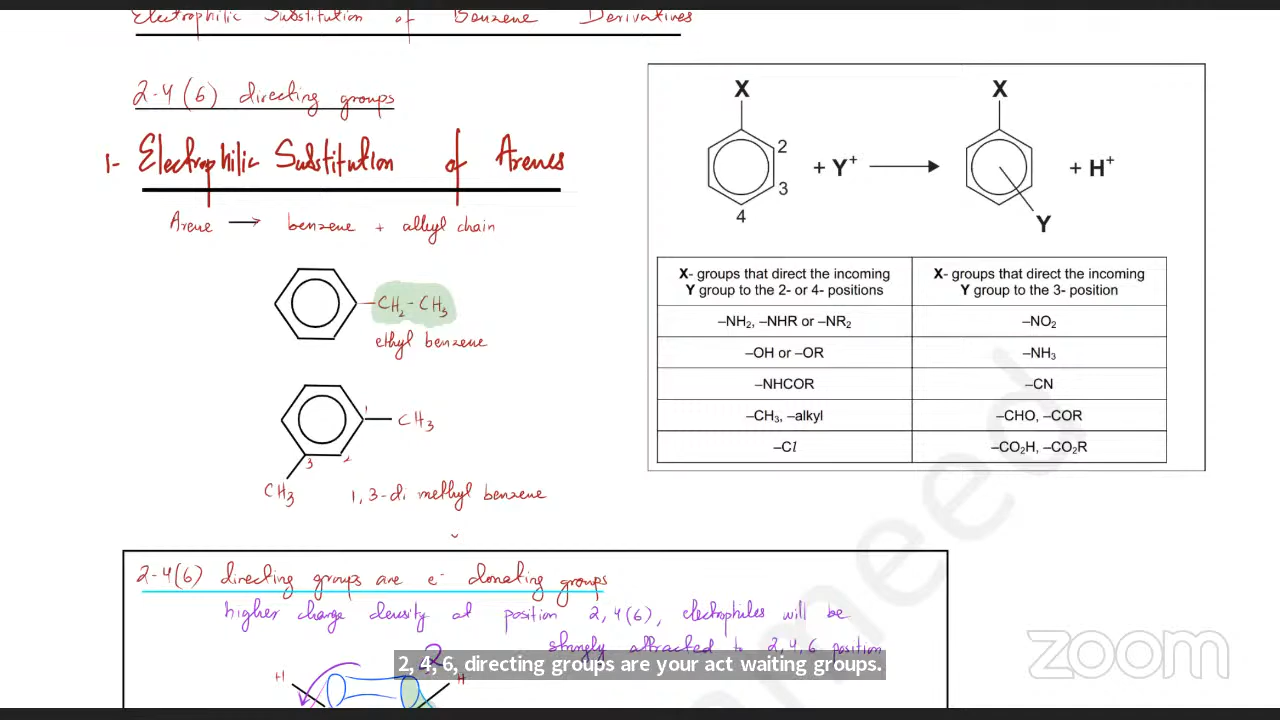 Electrophilic Substitution of Benzene Derivatives
2-4(6) directing groups
1- Electrophilic Substitution of Arenes
Arene → benzene + alkyl chain
CH2-CH3
ethyl benzene
1
CH3
3 2
CH3
1,3-di methyl benzene
X X
2
+ Y+ → + H+
3
4 Y
X- groups that direct the incoming Y group to the 2- or 4- positions
X- groups that direct the incoming Y group to the 3- position
–NH2, –NHR or –NR2 –NO2
–OH or –OR –NH3
–NHCOR –CN
–CH3, –alkyl –CHO, –COR
–Cl –CO2H, –CO2R
2-4(6) directing groups are e- donating groups
higher charge density at position 2,4(6), electrophiles will be
strongly attracted to 2,4,6 position
2
H H
2, 4, 6, directing groups are your act waiting groups.
zoom